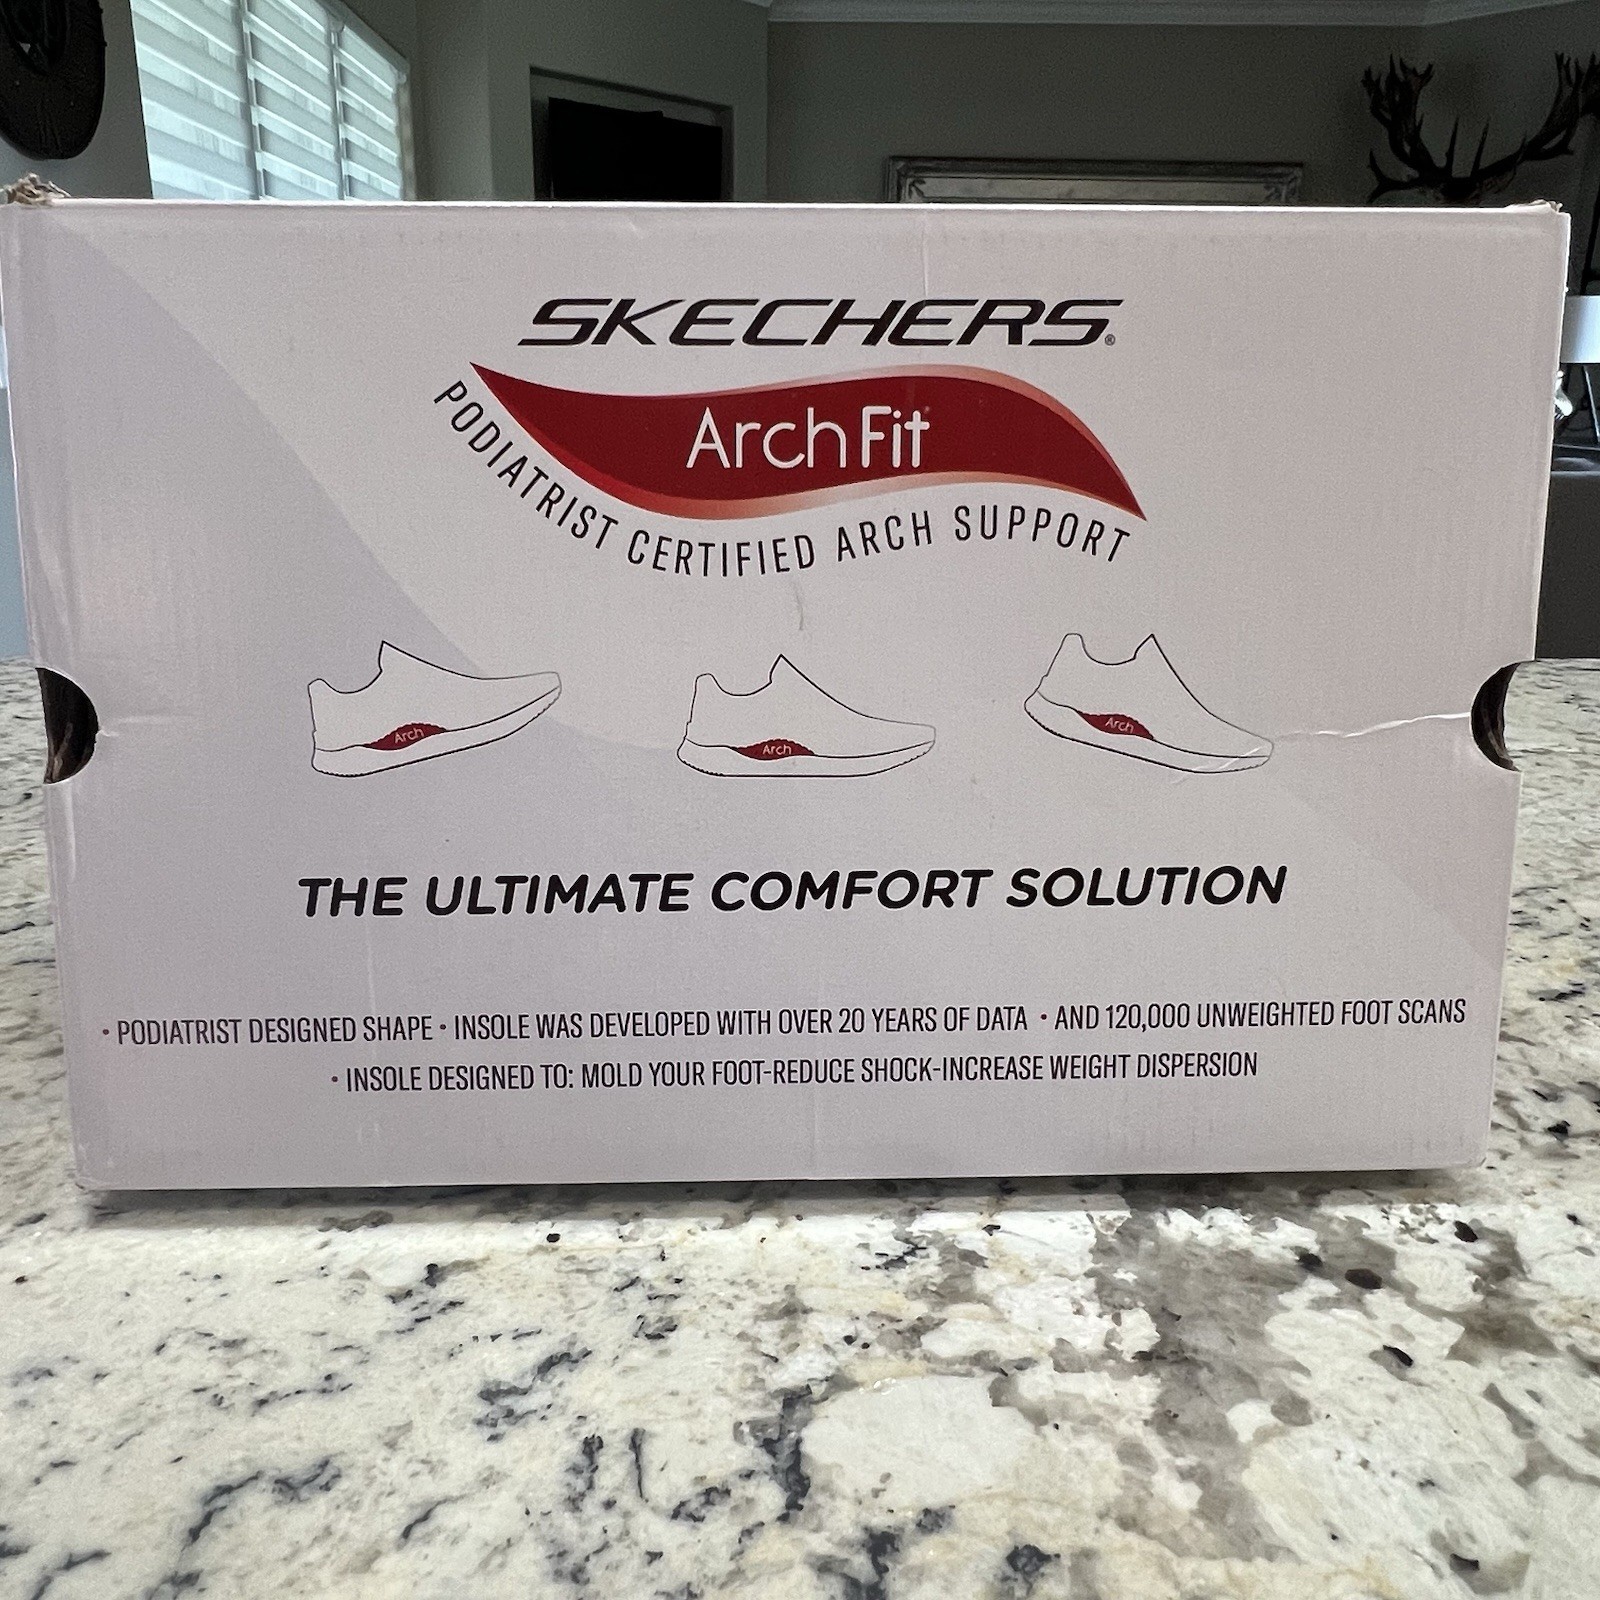 SKECHERS®
ArchFit
PODIATRIST CERTIFIED ARCH SUPPORT
Arch
Arch
Arch
THE ULTIMATE COMFORT SOLUTION
• PODIATRIST DESIGNED SHAPE • INSOLE WAS DEVELOPED WITH OVER 20 YEARS OF DATA • AND 120,000 UNWEIGHTED FOOT SCANS
• INSOLE DESIGNED TO: MOLD YOUR FOOT-REDUCE SHOCK-INCREASE WEIGHT DISPERSION